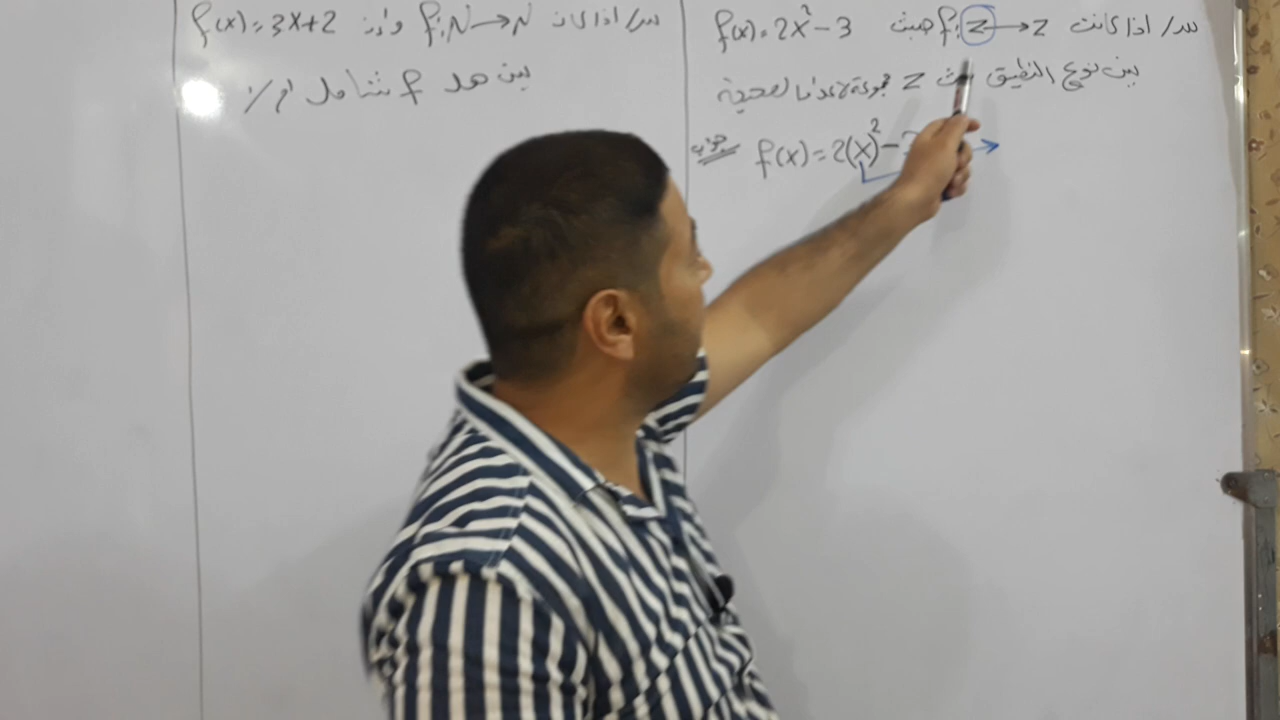 س/ اذا كانت f: Z → Z حيث f(x) = 2x² - 3
بين نوع التطبيق حيث Z مجموعة الاعداد الصحيحة
f(x) = 2(x)² -
س/ اذا كانت f: N → N وان f(x) = 3x+2
بين هل f شامل ام لا